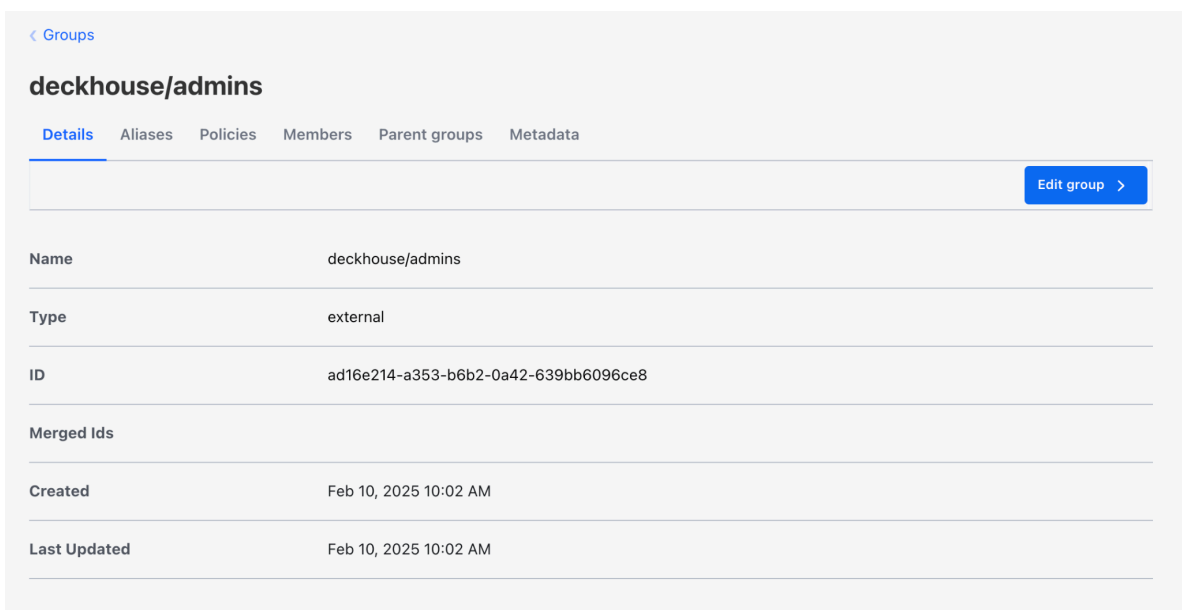 Groups
deckhouse/admins
Details Aliases Policies Members Parent groups Metadata
Edit group
Name deckhouse/admins
Type external
ID ad16e214-a353-b6b2-0a42-639bb6096ce8
Merged Ids
Created Feb 10, 2025 10:02 AM
Last Updated Feb 10, 2025 10:02 AM